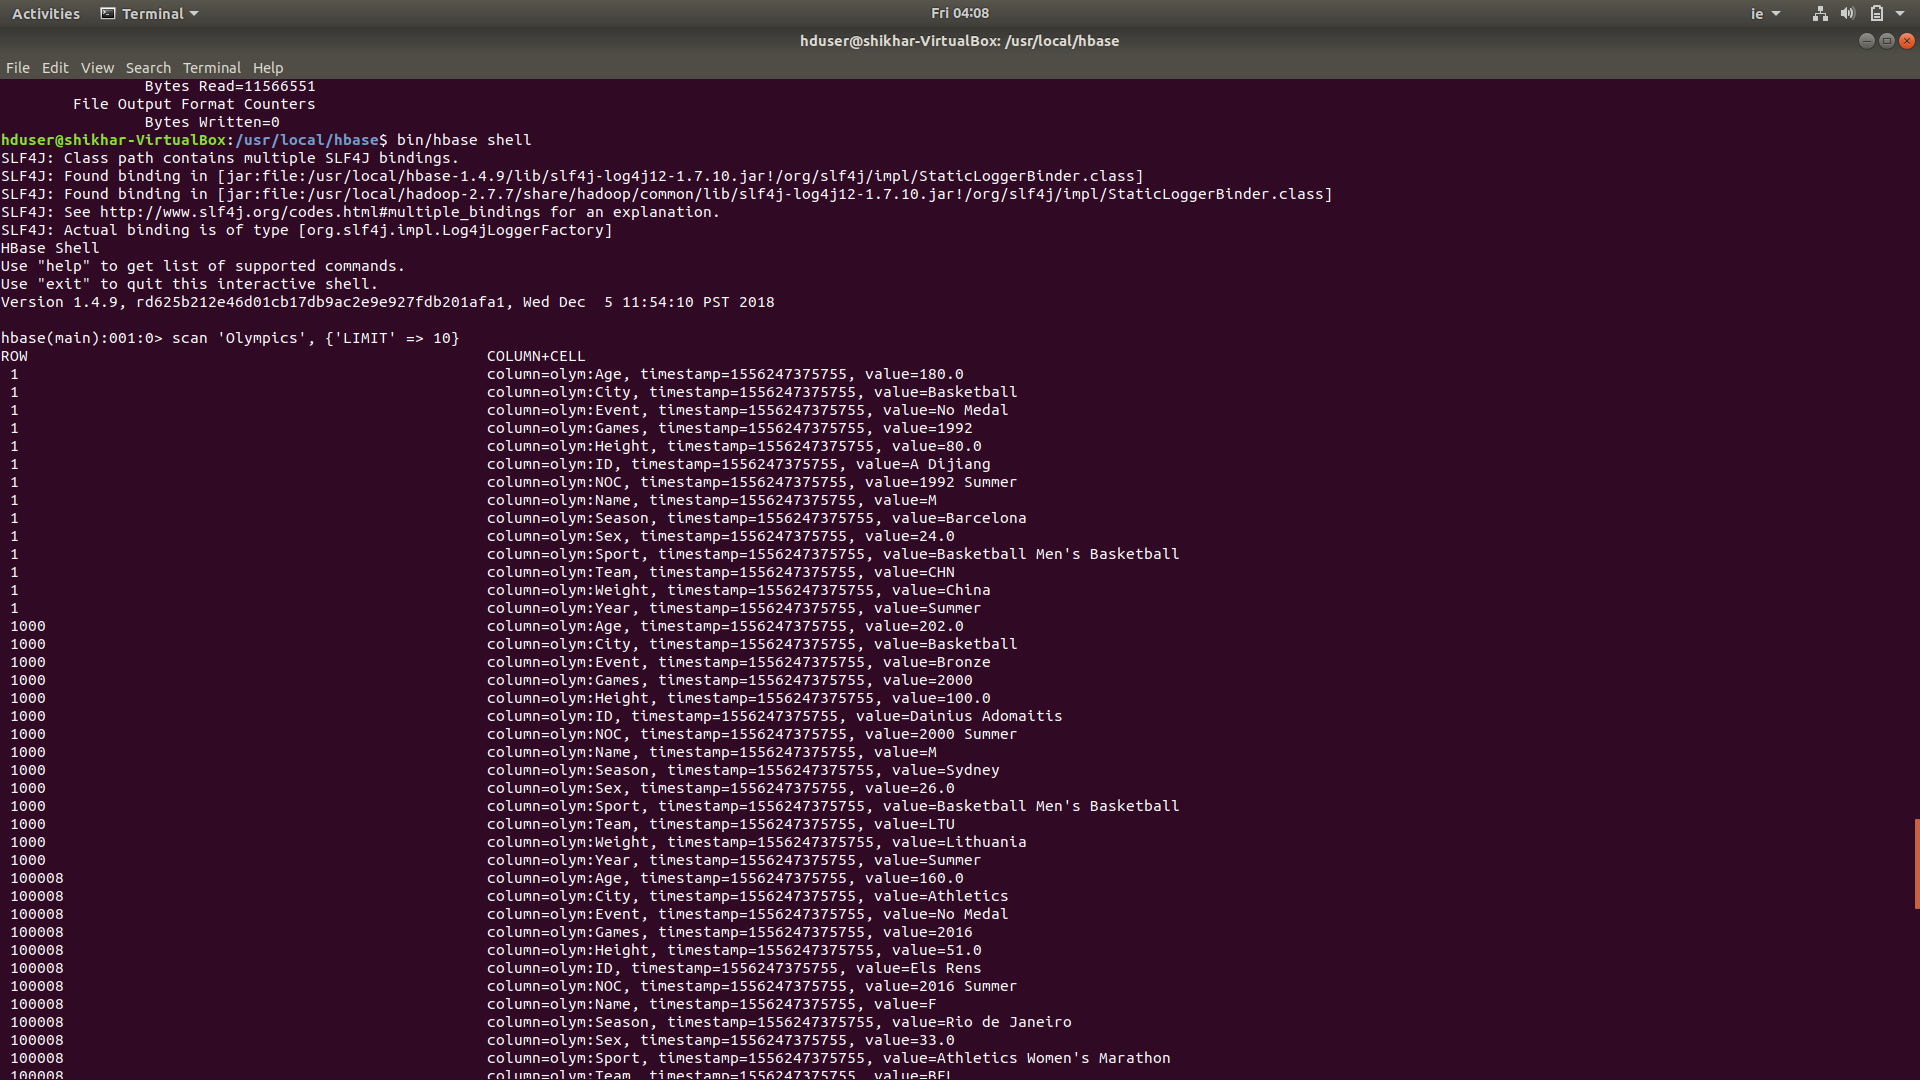 Activities Terminal Fri 04:08 ie
hduser@shikhar-VirtualBox: /usr/local/hbase
File Edit View Search Terminal Help
Bytes Read=11566551
File Output Format Counters
Bytes Written=0
hduser@shikhar-VirtualBox:/usr/local/hbase$ bin/hbase shell
SLF4J: Class path contains multiple SLF4J bindings.
SLF4J: Found binding in [jar:file:/usr/local/hbase-1.4.9/lib/slf4j-log4j12-1.7.10.jar!/org/slf4j/impl/StaticLoggerBinder.class]
SLF4J: Found binding in [jar:file:/usr/local/hadoop-2.7.7/share/hadoop/common/lib/slf4j-log4j12-1.7.10.jar!/org/slf4j/impl/StaticLoggerBinder.class]
SLF4J: See http://www.slf4j.org/codes.html#multiple_bindings for an explanation.
SLF4J: Actual binding is of type [org.slf4j.impl.Log4jLoggerFactory]
HBase Shell
Use "help" to get list of supported commands.
Use "exit" to quit this interactive shell.
Version 1.4.9, rd625b212e46d01cb17db9ac2e9e927fdb201afa1, Wed Dec  5 11:54:10 PST 2018
hbase(main):001:0> scan 'Olympics', {'LIMIT' => 10}
ROW COLUMN+CELL
1 column=olym:Age, timestamp=1556247375755, value=180.0
1 column=olym:City, timestamp=1556247375755, value=Basketball
1 column=olym:Event, timestamp=1556247375755, value=No Medal
1 column=olym:Games, timestamp=1556247375755, value=1992
1 column=olym:Height, timestamp=1556247375755, value=80.0
1 column=olym:ID, timestamp=1556247375755, value=A Dijiang
1 column=olym:NOC, timestamp=1556247375755, value=1992 Summer
1 column=olym:Name, timestamp=1556247375755, value=M
1 column=olym:Season, timestamp=1556247375755, value=Barcelona
1 column=olym:Sex, timestamp=1556247375755, value=24.0
1 column=olym:Sport, timestamp=1556247375755, value=Basketball Men's Basketball
1 column=olym:Team, timestamp=1556247375755, value=CHN
1 column=olym:Weight, timestamp=1556247375755, value=China
1 column=olym:Year, timestamp=1556247375755, value=Summer
1000 column=olym:Age, timestamp=1556247375755, value=202.0
1000 column=olym:City, timestamp=1556247375755, value=Basketball
1000 column=olym:Event, timestamp=1556247375755, value=Bronze
1000 column=olym:Games, timestamp=1556247375755, value=2000
1000 column=olym:Height, timestamp=1556247375755, value=100.0
1000 column=olym:ID, timestamp=1556247375755, value=Dainius Adomaitis
1000 column=olym:NOC, timestamp=1556247375755, value=2000 Summer
1000 column=olym:Name, timestamp=1556247375755, value=M
1000 column=olym:Season, timestamp=1556247375755, value=Sydney
1000 column=olym:Sex, timestamp=1556247375755, value=26.0
1000 column=olym:Sport, timestamp=1556247375755, value=Basketball Men's Basketball
1000 column=olym:Team, timestamp=1556247375755, value=LTU
1000 column=olym:Weight, timestamp=1556247375755, value=Lithuania
1000 column=olym:Year, timestamp=1556247375755, value=Summer
100008 column=olym:Age, timestamp=1556247375755, value=160.0
100008 column=olym:City, timestamp=1556247375755, value=Athletics
100008 column=olym:Event, timestamp=1556247375755, value=No Medal
100008 column=olym:Games, timestamp=1556247375755, value=2016
100008 column=olym:Height, timestamp=1556247375755, value=51.0
100008 column=olym:ID, timestamp=1556247375755, value=Els Rens
100008 column=olym:NOC, timestamp=1556247375755, value=2016 Summer
100008 column=olym:Name, timestamp=1556247375755, value=F
100008 column=olym:Season, timestamp=1556247375755, value=Rio de Janeiro
100008 column=olym:Sex, timestamp=1556247375755, value=33.0
100008 column=olym:Sport, timestamp=1556247375755, value=Athletics Women's Marathon
100008 column=olym:Team, timestamp=1556247375755, value=BEL